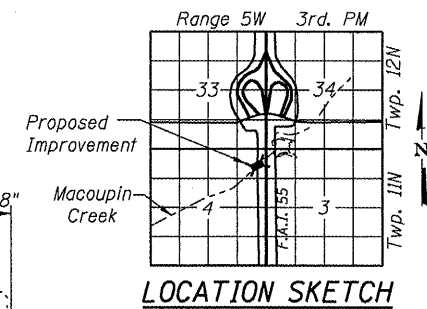 Range 5W 3rd. PM
33
34
Twp. 12N
Proposed
Improvement
N
Macoupin
Creek
4
F.A.I. 55
3
Twp. 11N
8"
LOCATION SKETCH